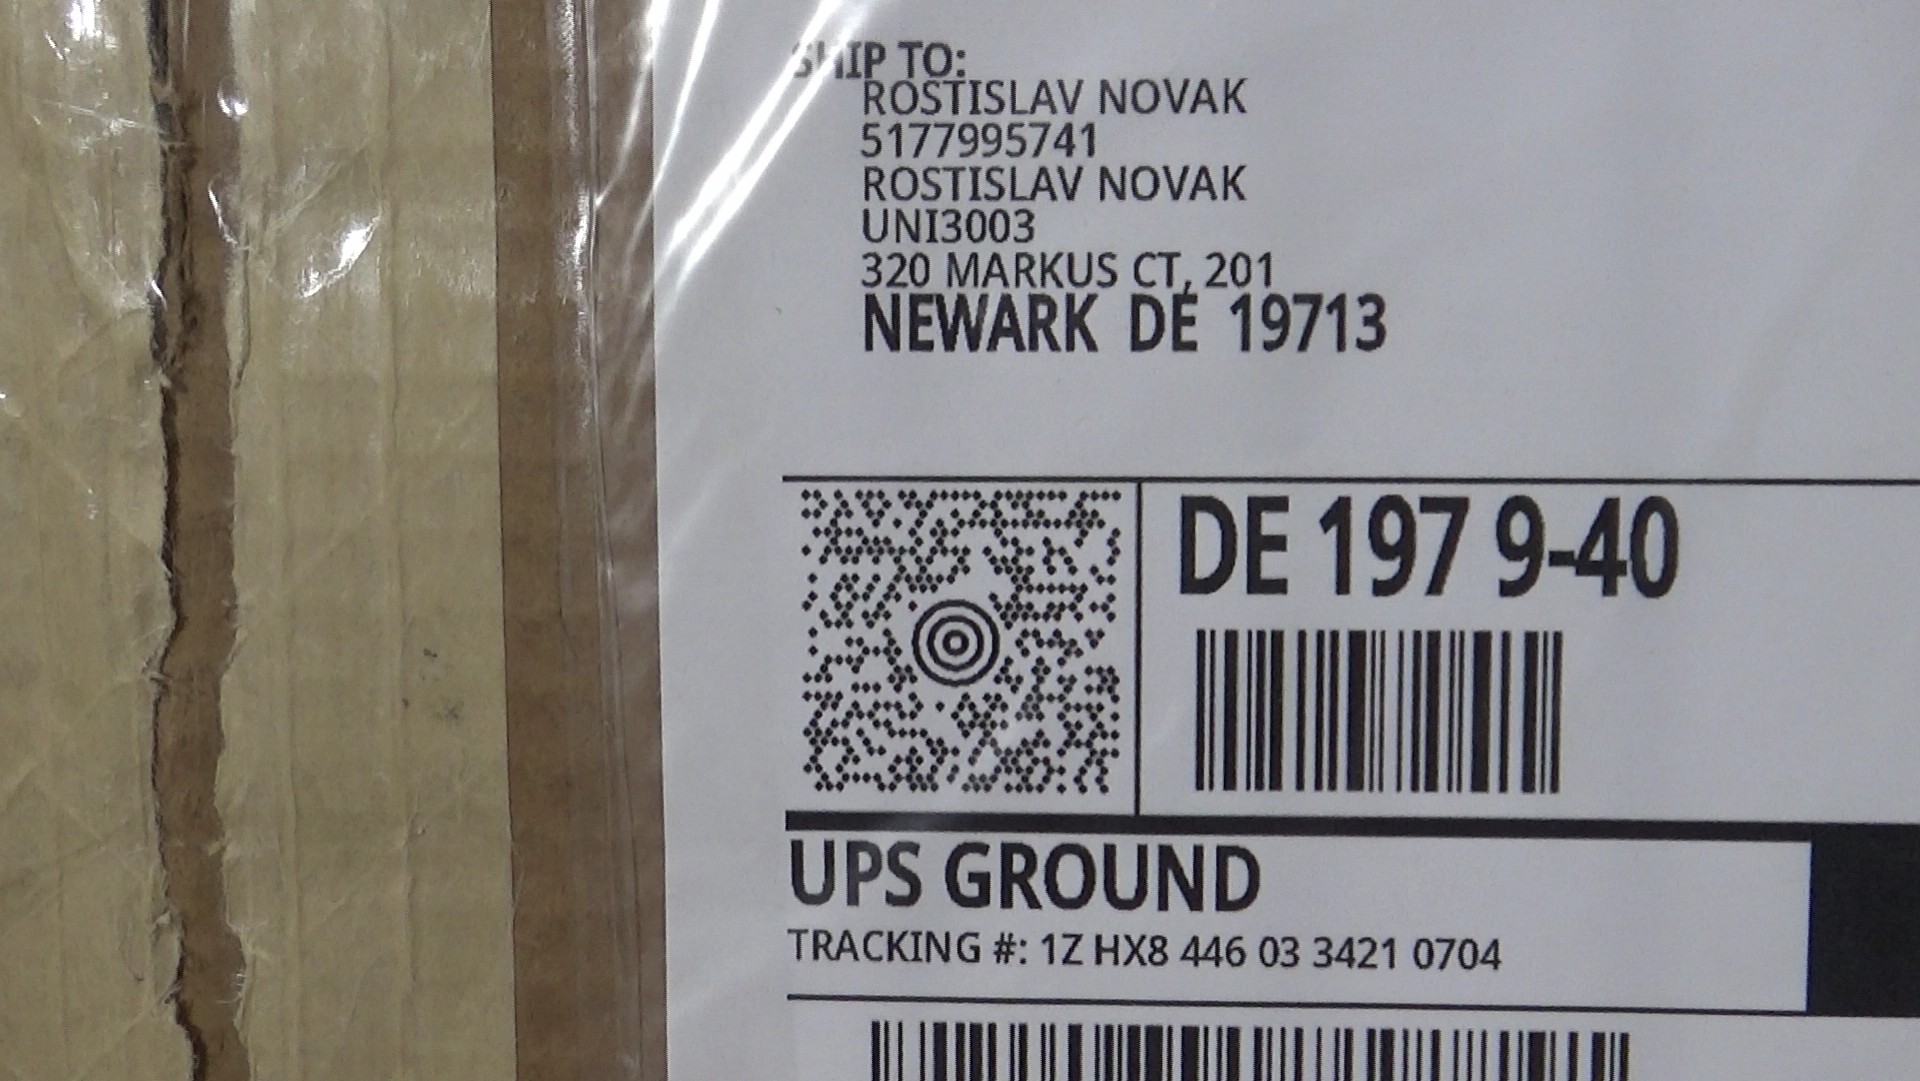 SHIP TO:
ROSTISLAV NOVAK
5177995741
ROSTISLAV NOVAK
UNI3003
320 MARKUS CT, 201
NEWARK DE 19713
DE 197 9-40
UPS GROUND
TRACKING #: 1Z HX8 446 03 3421 0704